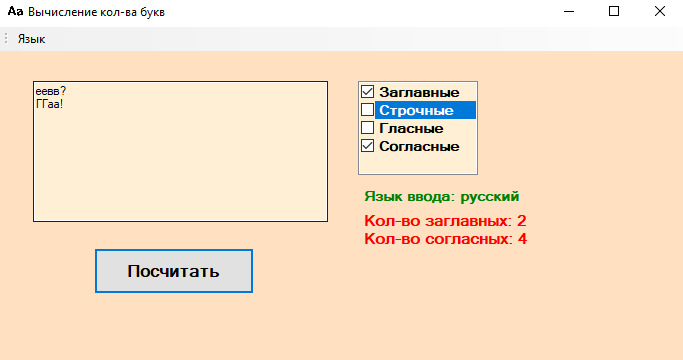 Aa Вычисление кол-ва букв
Язык
еевв?
ГГаа!
Заглавные
Строчные
Гласные
Согласные
Язык ввода: русский
Кол-во заглавных: 2
Кол-во согласных: 4
Посчитать